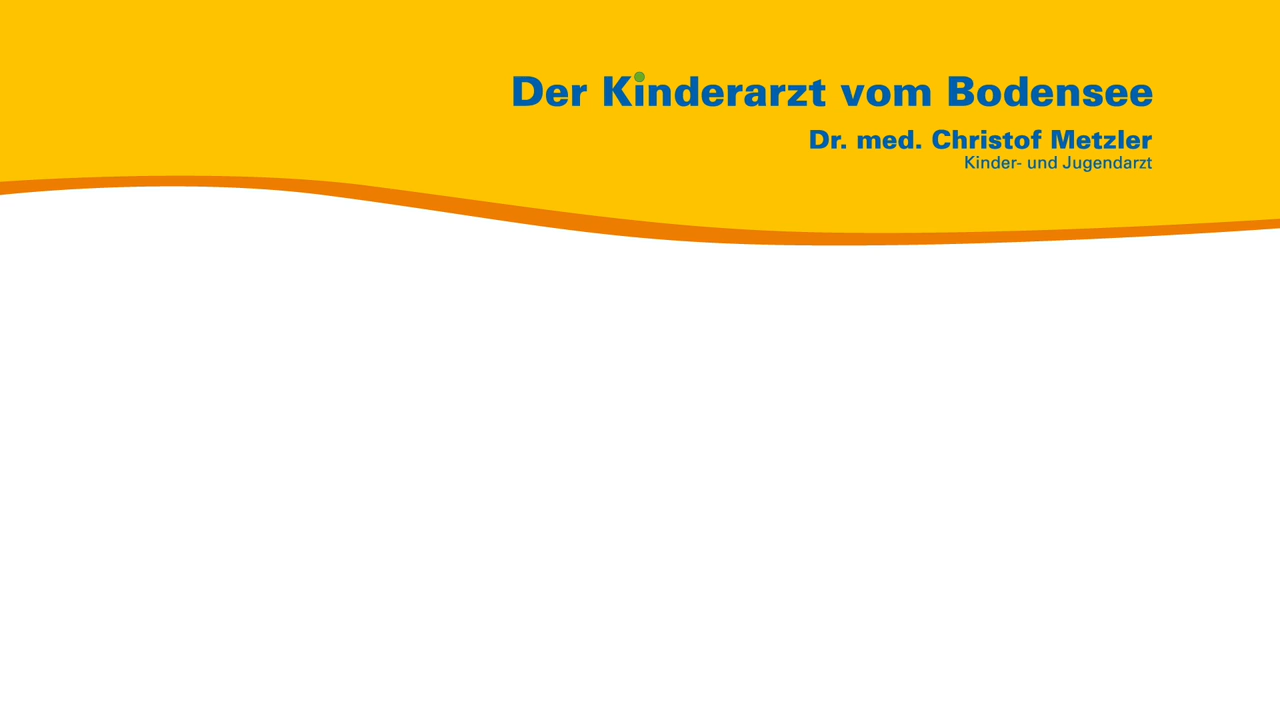 Der Kinderarzt vom Bodensee
Dr. med. Christof Metzler
Kinder- und Jugendarzt